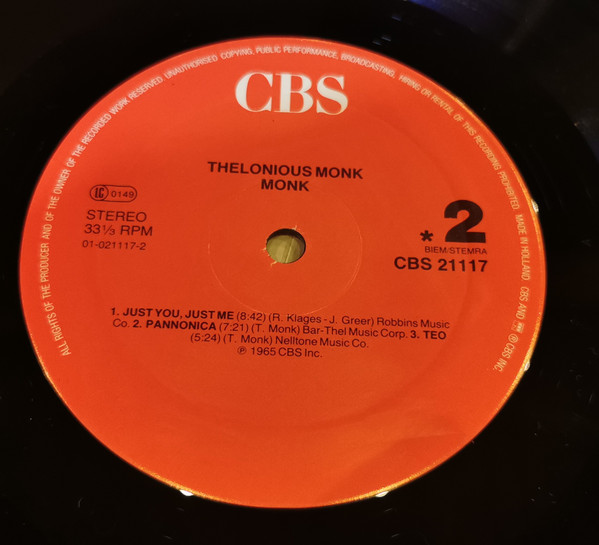 ALL RIGHTS OF THE PRODUCER AND OF THE OWNER OF THE RECORDED WORK RESERVED. UNAUTHORISED COPYING, PUBLIC PERFORMANCE, BROADCASTING, HIRING OR RENTAL OF THIS RECORDING PROHIBITED. MADE IN HOLLAND CBS AND ® CBS INC.
CBS
THELONIOUS MONK
MONK
LC 0149
STEREO
33⅓ RPM
01-021117-2
* 2
BIEM/STEMRA
CBS 21117
1. JUST YOU, JUST ME (8:42) (R. Klages - J. Greer) Robbins Music
Co. 2. PANNONICA (7:21) (T. Monk) Bar-Thel Music Corp. 3. TEO
(5:24) (T. Monk) Nelltone Music Co.
℗ 1965 CBS Inc.